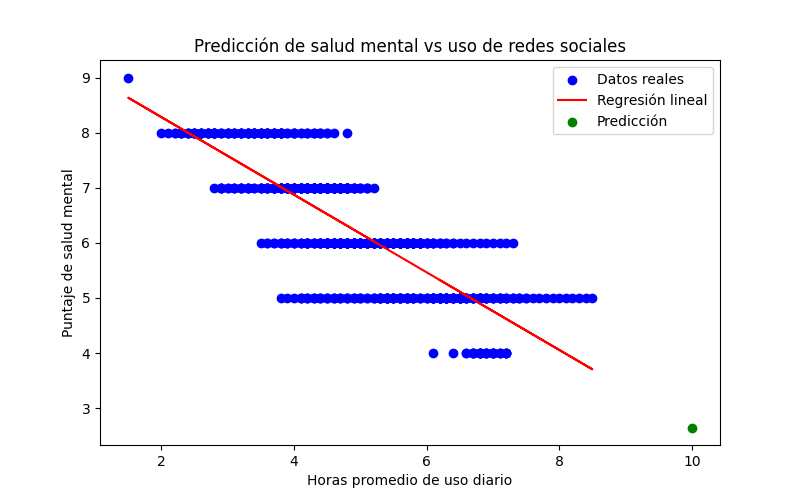 Predicción de salud mental vs uso de redes sociales
Datos reales
Regresión lineal
Predicción
Puntaje de salud mental
9
8
7
6
5
4
3
2
4
6
8
10
Horas promedio de uso diario